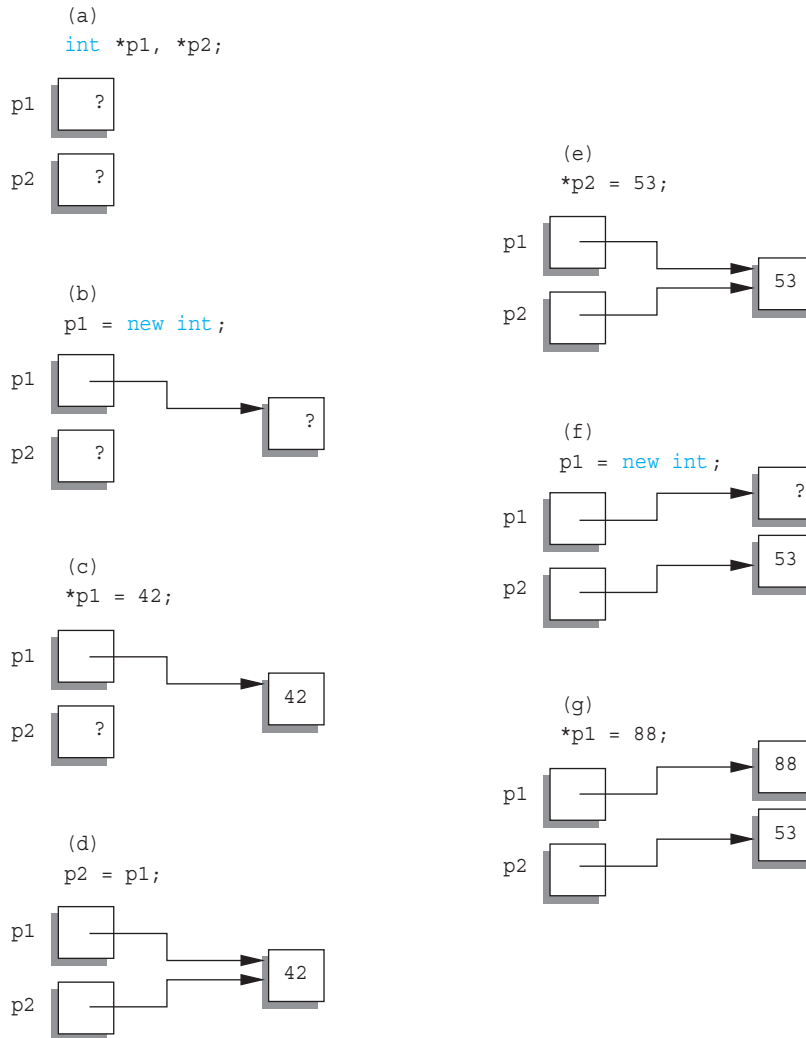 (a)
int *p1, *p2;
p1 ?
p2 ?
(b)
p1 = new int;
p1
?
p2 ?
(c)
*p1 = 42;
p1
42
p2 ?
(d)
p2 = p1;
p1
42
p2
(e)
*p2 = 53;
p1
53
p2
(f)
p1 = new int;
?
p1
53
p2
(g)
*p1 = 88;
88
p1
53
p2